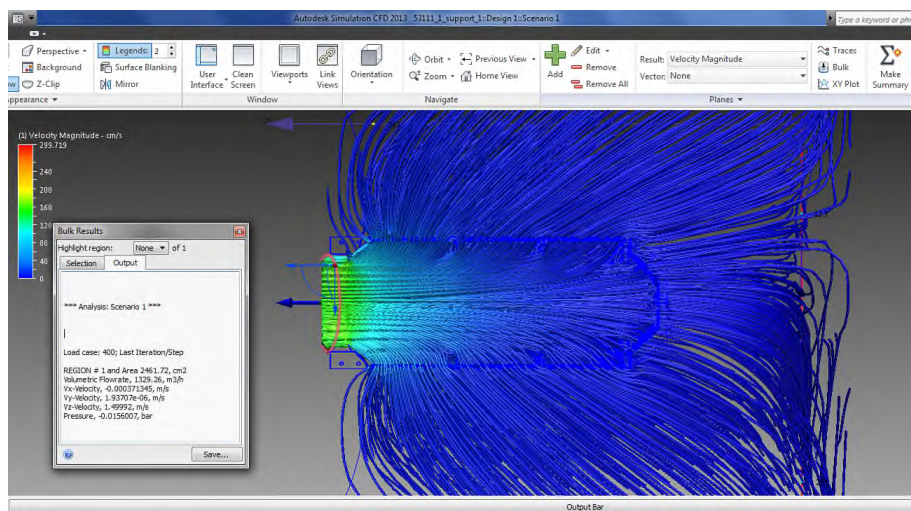 Autodesk Simulation CFD 2013 53111_1_support_1::Design 1::Scenario 1
Type a keyword or phr
Perspective
Background
Z-Clip
Legends: 2
Surface Blanking
Mirror
User Interface
Clean Screen
Viewports
Link Views
Orientation
Orbit
Previous View
Zoom
Home View
Add
Edit
Remove
Remove All
Result: Velocity Magnitude
Vector: None
Traces
Bulk
XY Plot
Make Summary
ppearance
Window
Navigate
Planes
(1) Velocity Magnitude - cm/s
299.719
240
200
160
120
80
40
0
Bulk Results
Highlight region: None of 1
Selection Output
*** Analysis: Scenario 1 ***
Load case: 400; Last Iteration/Step
REGION # 1 and Area 2461.72, cm2
Volumetric Flowrate, 1329.26, m3/h
Vx-Velocity, -0.000371345, m/s
Vy-Velocity, 1.93707e-06, m/s
Vz-Velocity, 1.49992, m/s
Pressure, -0.0156007, bar
Save...
Output Bar